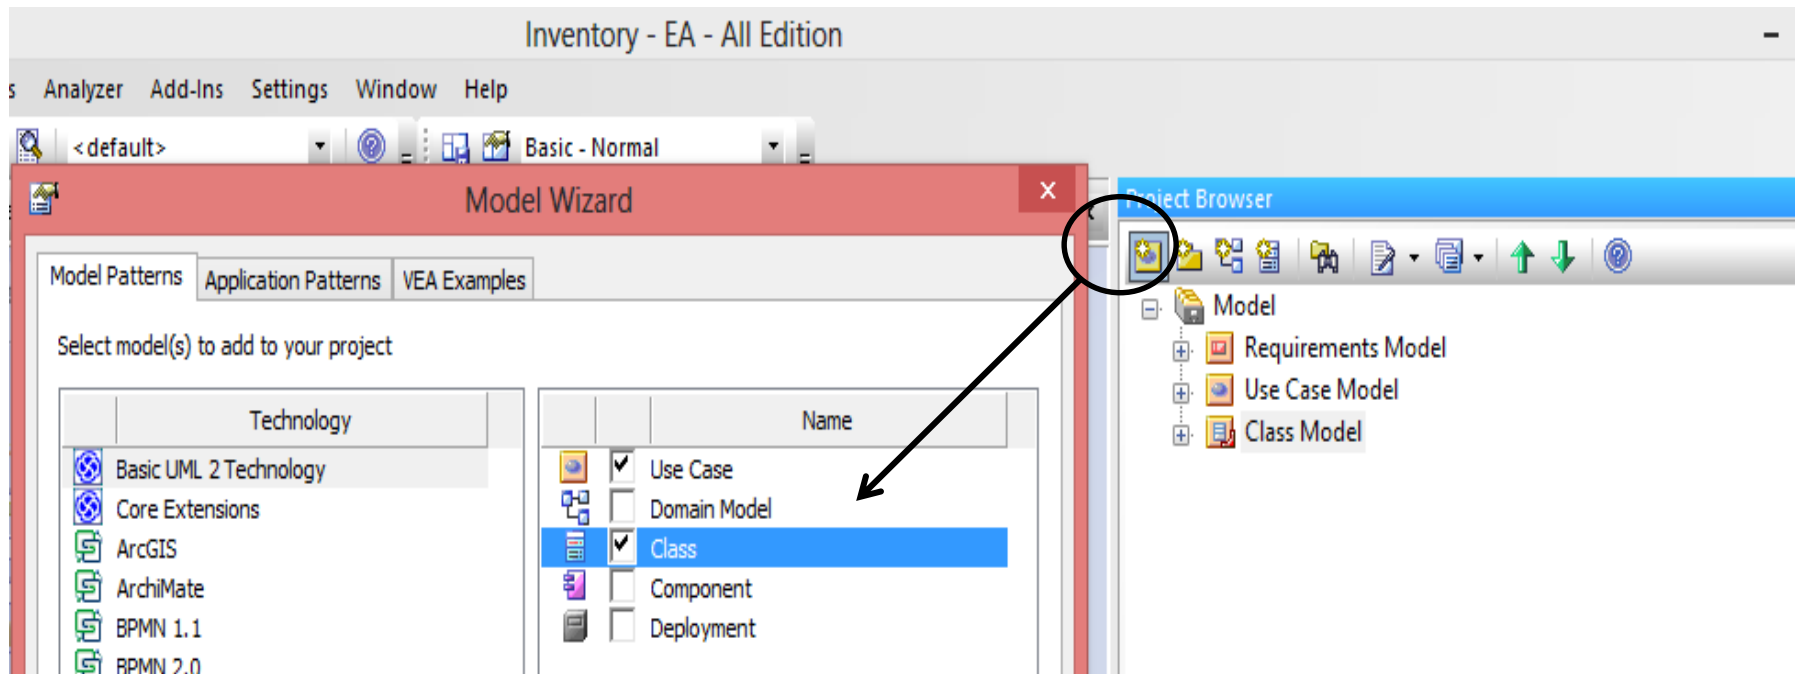 Inventory - EA - All Edition
s Analyzer Add-Ins Settings Window Help
<default> Basic - Normal
Model Wizard x
Project Browser
Model Patterns Application Patterns VEA Examples
Select model(s) to add to your project
Technology
Basic UML 2 Technology
Core Extensions
ArcGIS
ArchiMate
BPMN 1.1
BPMN 2.0
Name
Use Case
Domain Model
Class
Component
Deployment
Model
Requirements Model
Use Case Model
Class Model